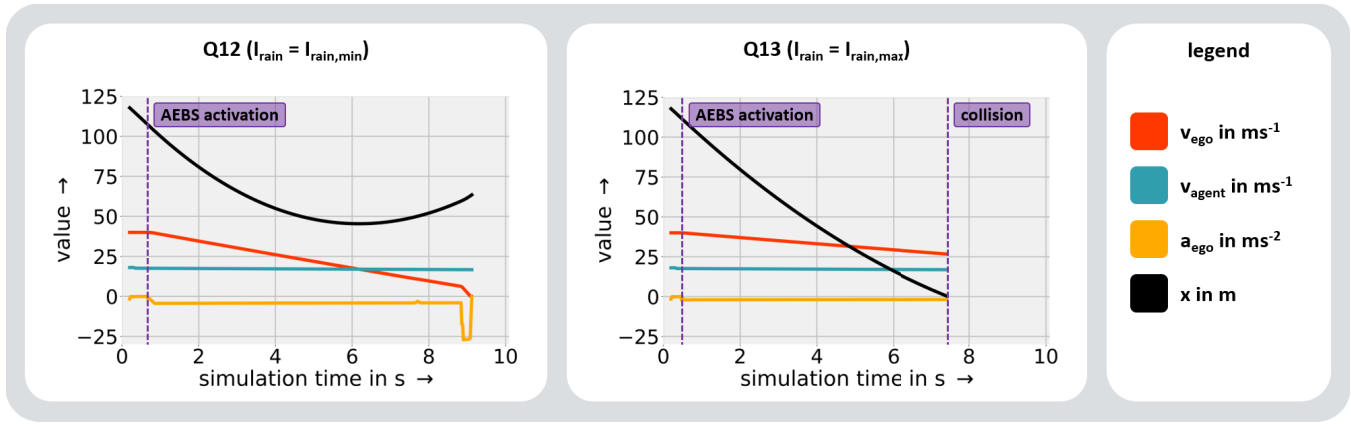 Q12 (I_rain = I_rain,min)
125
100
75
50
25
0
−25
value →
AEBS activation
0 2 4 6 8 10
simulation time in s →
Q13 (I_rain = I_rain,max)
125
100
75
50
25
0
−25
value →
AEBS activation
collision
0 2 4 6 8 10
simulation time in s →
legend
v_ego in ms⁻¹
v_agent in ms⁻¹
a_ego in ms⁻²
x in m